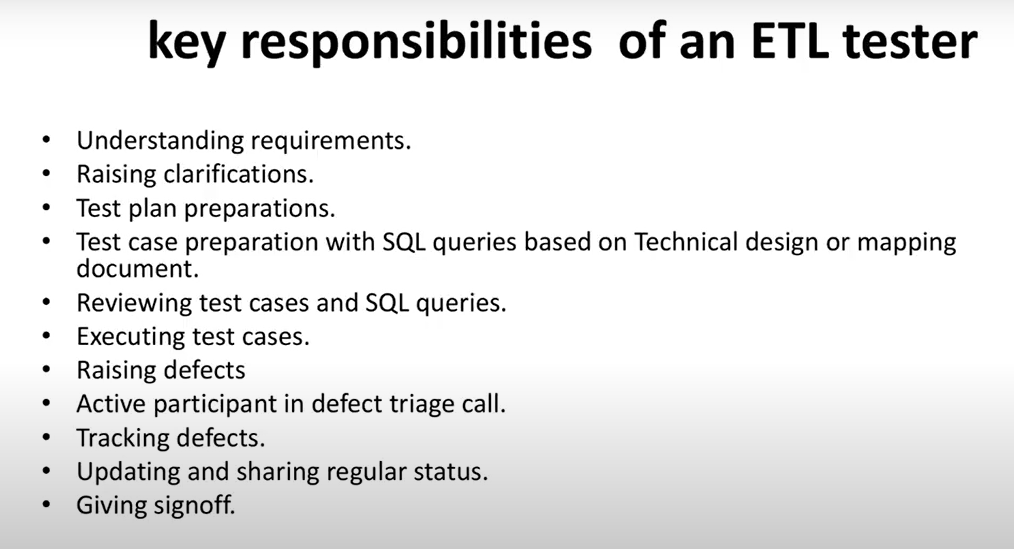 key responsibilities  of an ETL tester
• Understanding requirements.
• Raising clarifications.
• Test plan preparations.
• Test case preparation with SQL queries based on Technical design or mapping
document.
• Reviewing test cases and SQL queries.
• Executing test cases.
• Raising defects
• Active participant in defect triage call.
• Tracking defects.
• Updating and sharing regular status.
• Giving signoff.